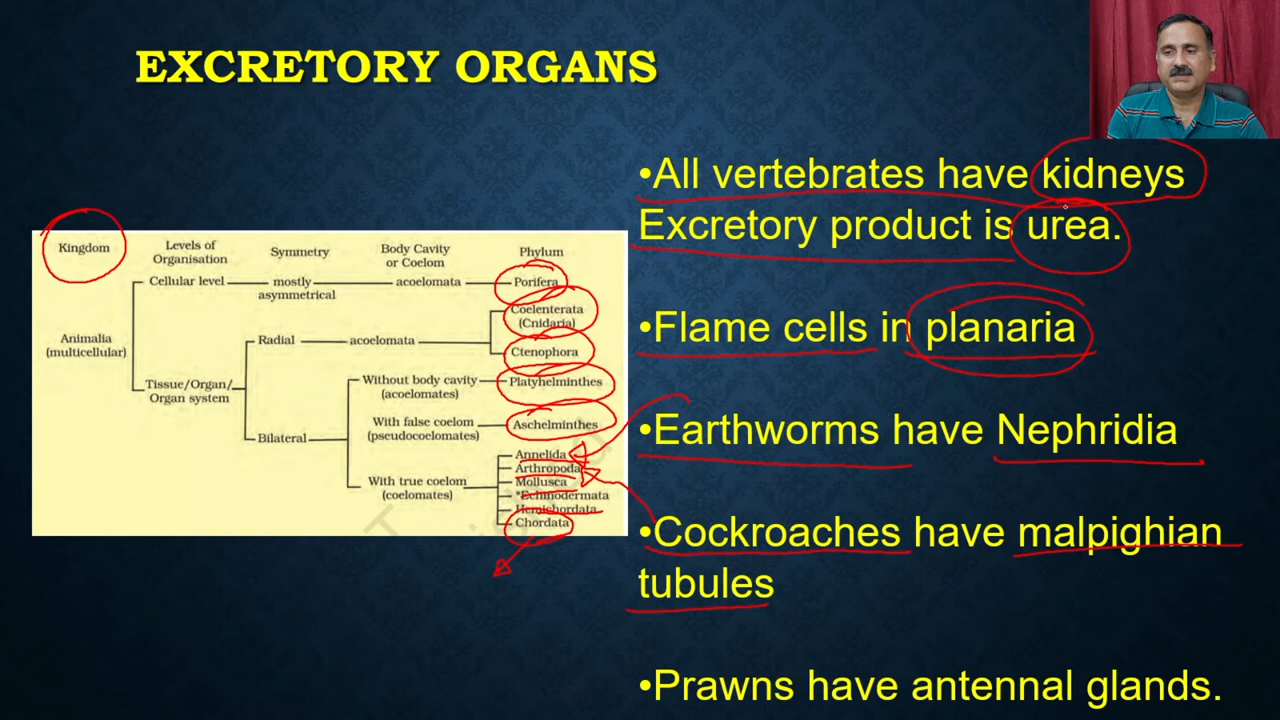 EXCRETORY ORGANS
•All vertebrates have kidneys
Excretory product is urea.
•Flame cells in planaria
•Earthworms have Nephridia
•Cockroaches have malpighian
tubules
•Prawns have antennal glands.
Kingdom
Levels of
Organisation
Symmetry
Body Cavity
or Coelom
Phylum
Animalia
(multicellular)
Cellular level
mostly
asymmetrical
acoelomata
Porifera
Tissue/Organ/
Organ system
Radial
acoelomata
Coelenterata
(Cnidaria)
Ctenophora
Bilateral
Without body cavity
(acoelomates)
Platyhelminthes
With false coelom
(pseudocoelomates)
Aschelminthes
With true coelom
(coelomates)
Annelida
Arthropoda
Mollusca
*Echinodermata
Hemichordata
Chordata